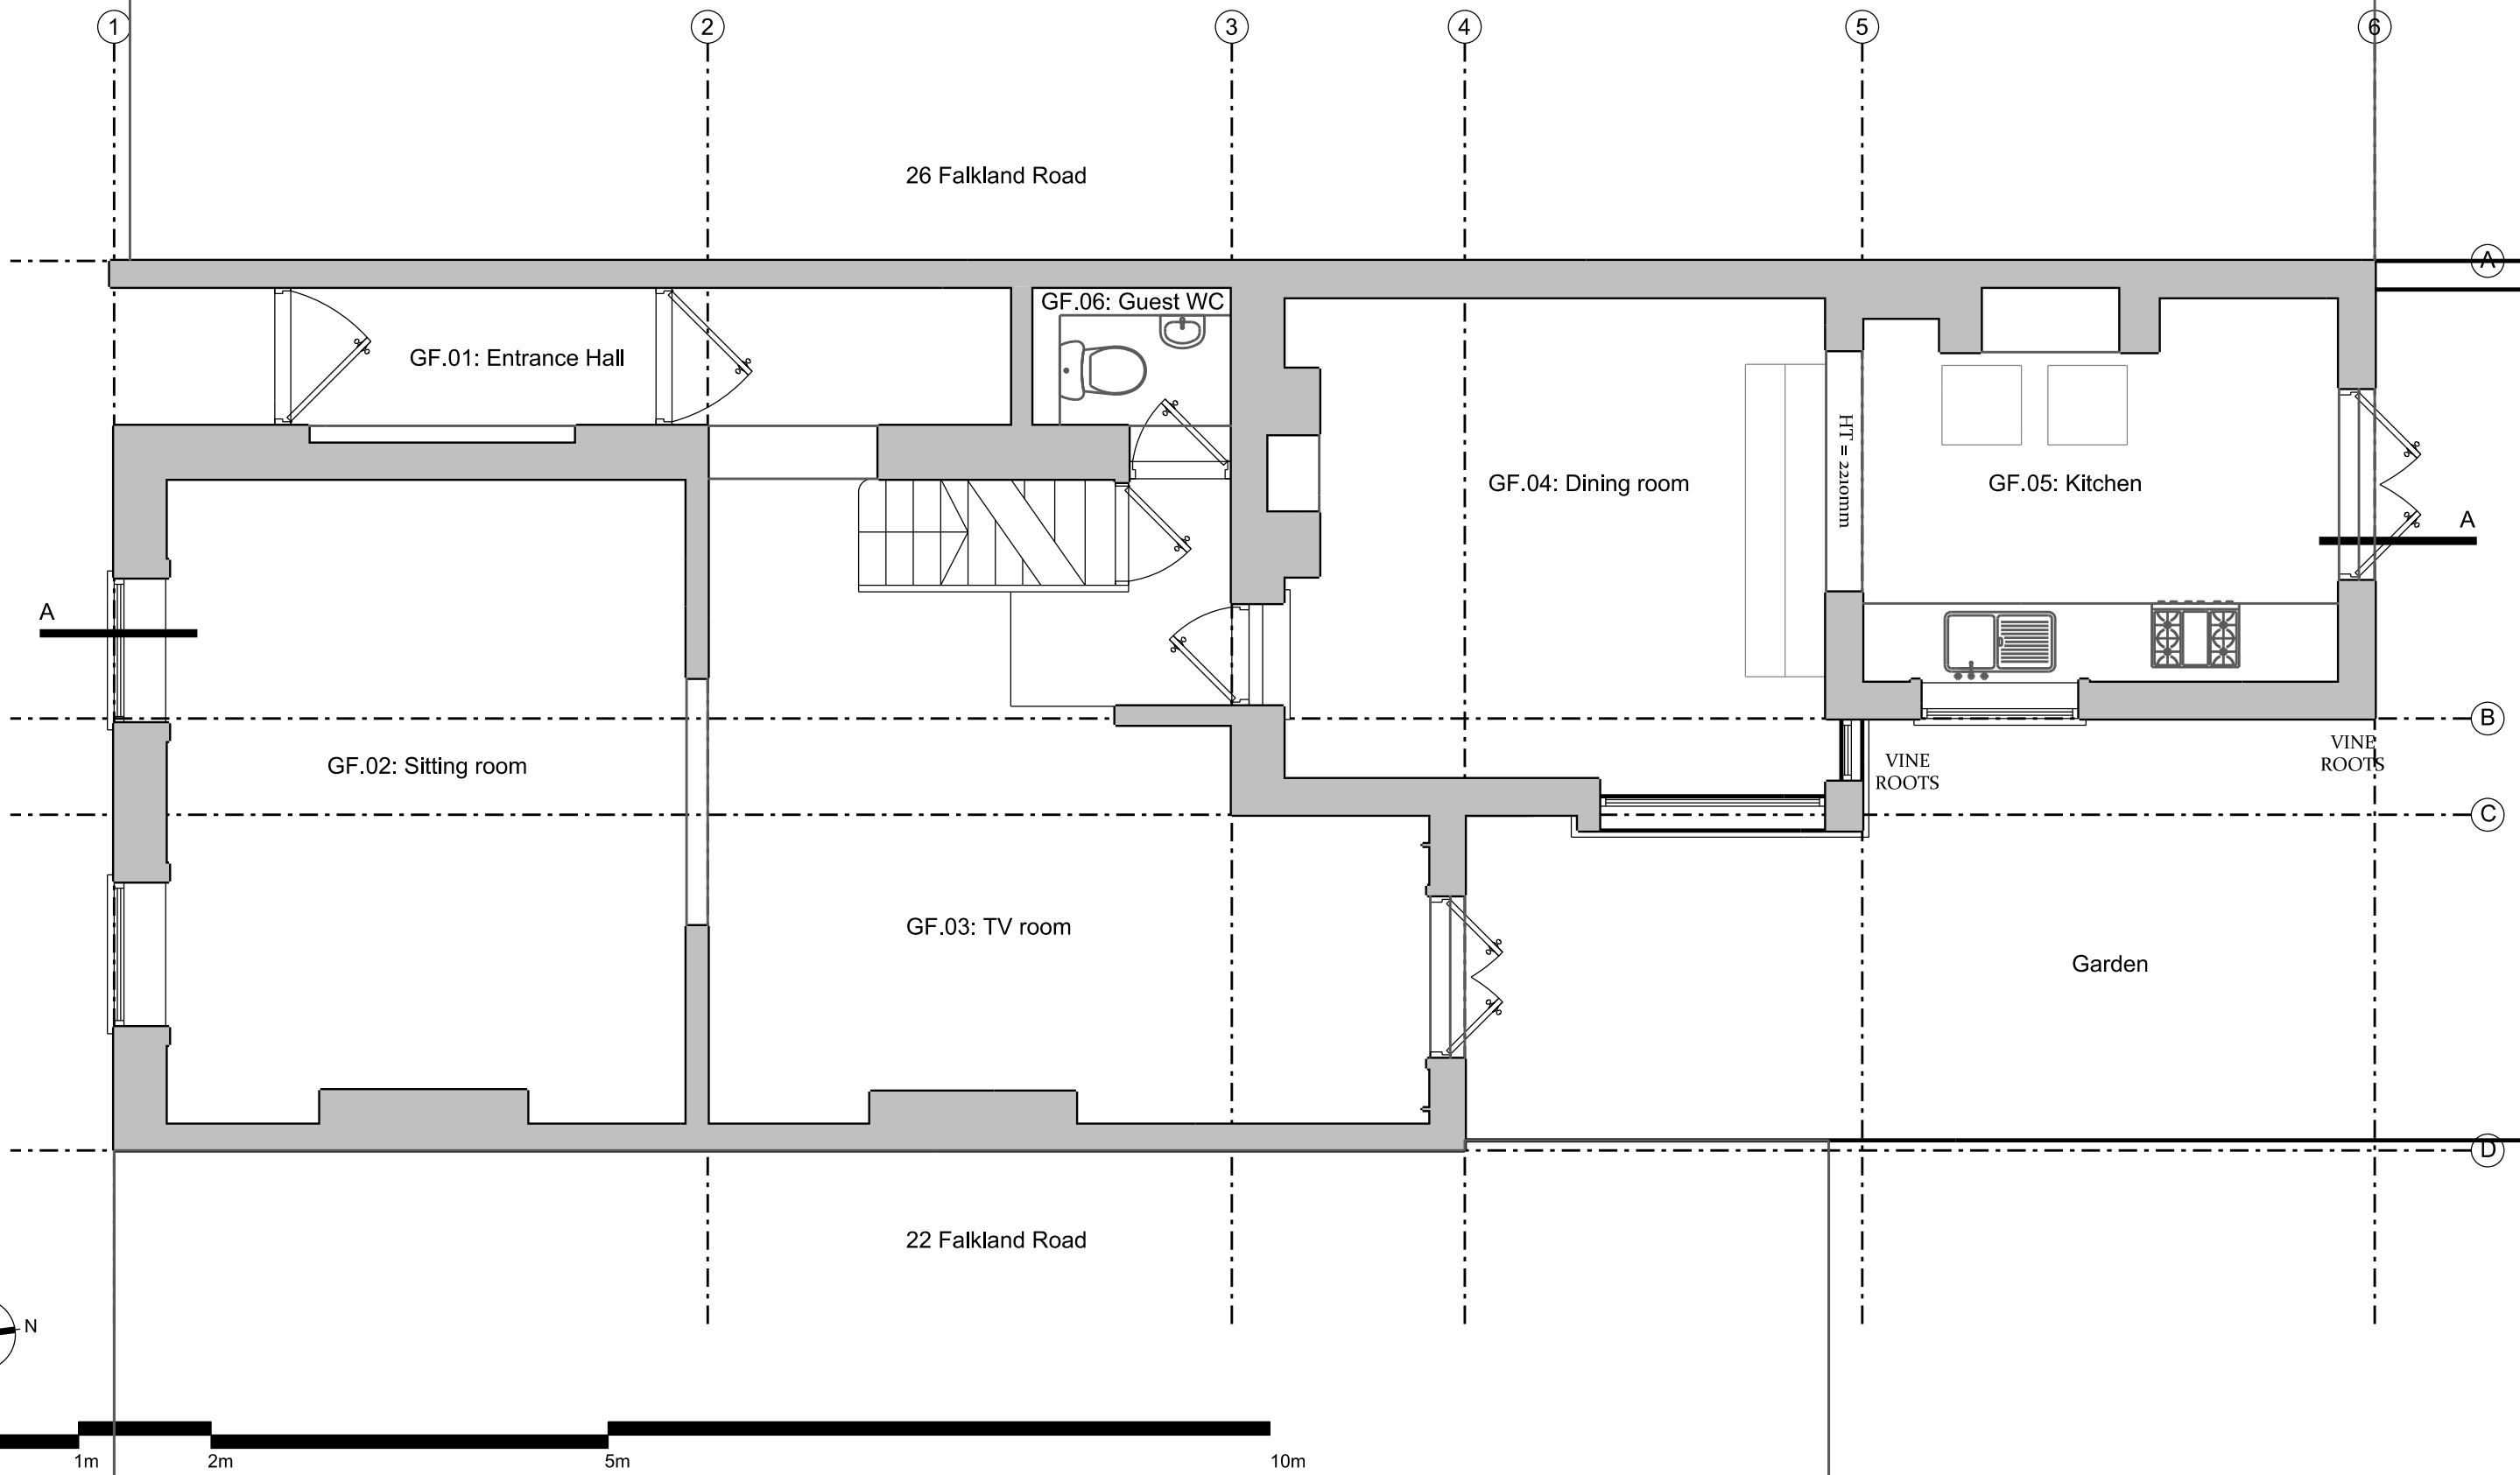 1
2
3
4
5
6
26 Falkland Road
A
GF.06: Guest WC
GF.01: Entrance Hall
HT = 2210mm
GF.04: Dining room
GF.05: Kitchen
A
A
B
VINE
ROOTS
VINE
ROOTS
GF.02: Sitting room
C
GF.03: TV room
Garden
D
22 Falkland Road
N
1m
2m
5m
10m